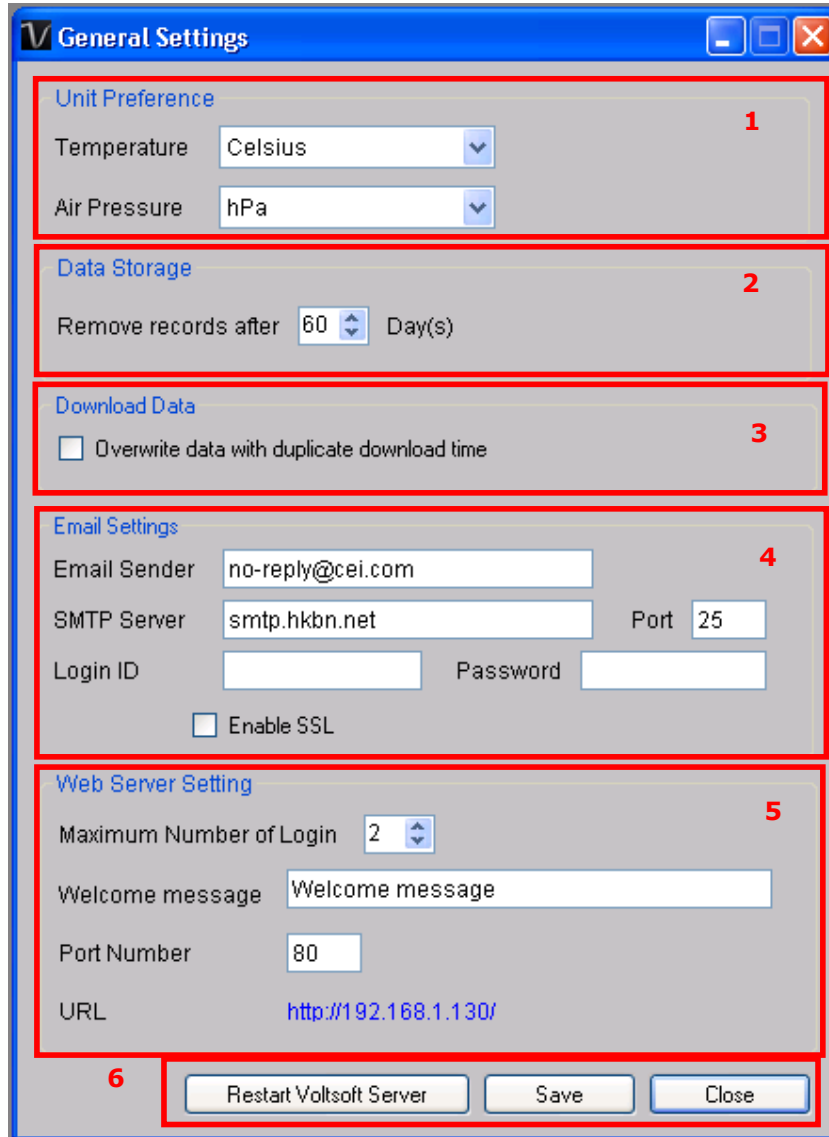 General Settings
Unit Preference
1
Temperature Celsius
Air Pressure hPa
Data Storage
2
Remove records after 60 Day(s)
Download Data
3
Overwrite data with duplicate download time
Email Settings
4
Email Sender no-reply@cei.com
SMTP Server smtp.hkbn.net Port 25
Login ID Password
Enable SSL
Web Server Setting
5
Maximum Number of Login 2
Welcome message Welcome message
Port Number 80
URL http://192.168.1.130/
6
Restart Voltsoft Server Save Close